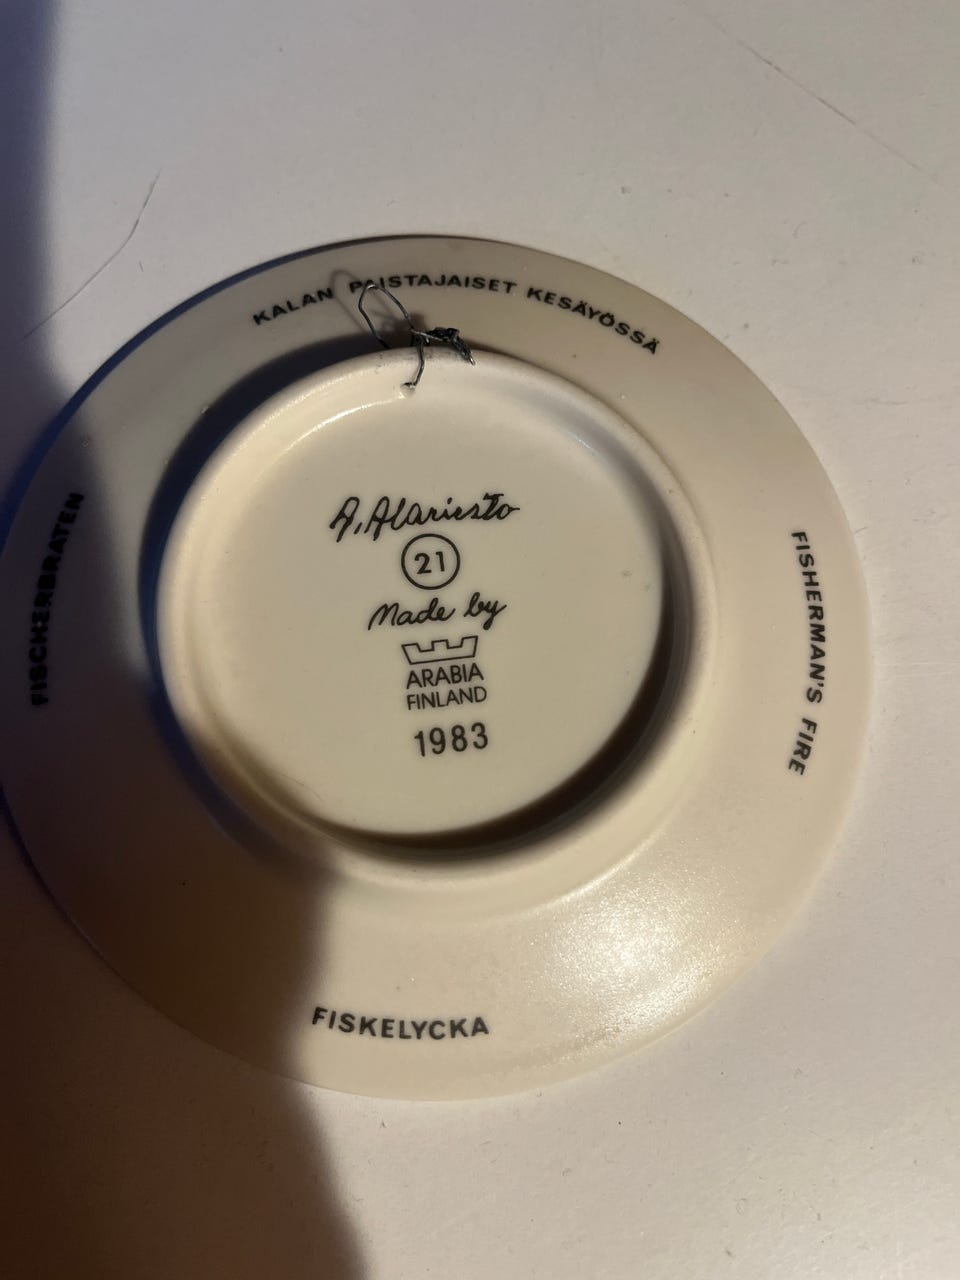 KALAN PAISTAJAISET KESÄYÖSSÄ
FISCHERBRATEN
A. Alariesto
21
Made by
ARABIA
FINLAND
1983
FISHERMAN'S FIRE
FISKELYCKA